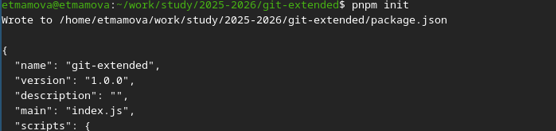 etmamova@etmamova:~/work/study/2025-2026/git-extended$ pnpm init
Wrote to /home/etmamova/work/study/2025-2026/git-extended/package.json

{
  "name": "git-extended",
  "version": "1.0.0",
  "description": "",
  "main": "index.js",
  "scripts": {